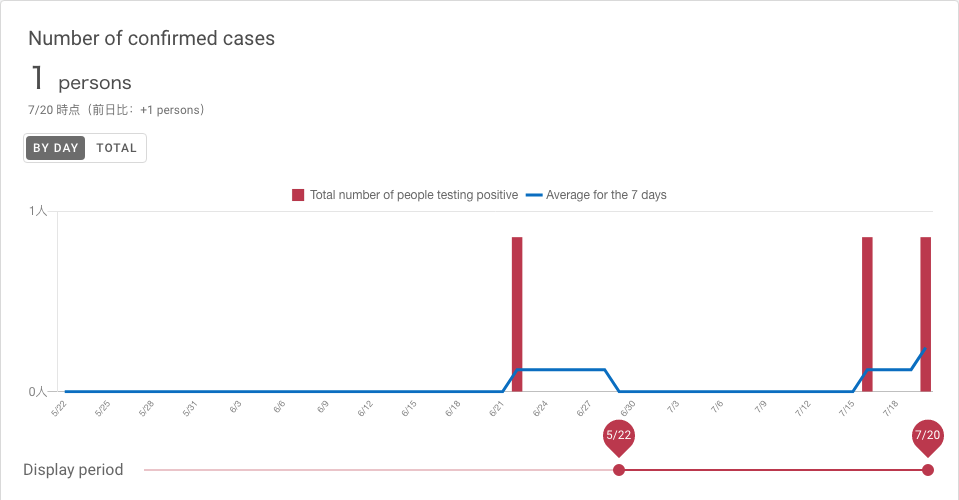 Number of confirmed cases
1 persons
7/20 時点（前日比：+1 persons）
BY DAY TOTAL
Total number of people testing positive Average for the 7 days
1人
0人
5/22 5/25 5/28 5/31 6/3 6/6 6/9 6/12 6/15 6/18 6/21 6/24 6/27 6/30 7/3 7/6 7/9 7/12 7/15 7/18
5/22 7/20
Display period